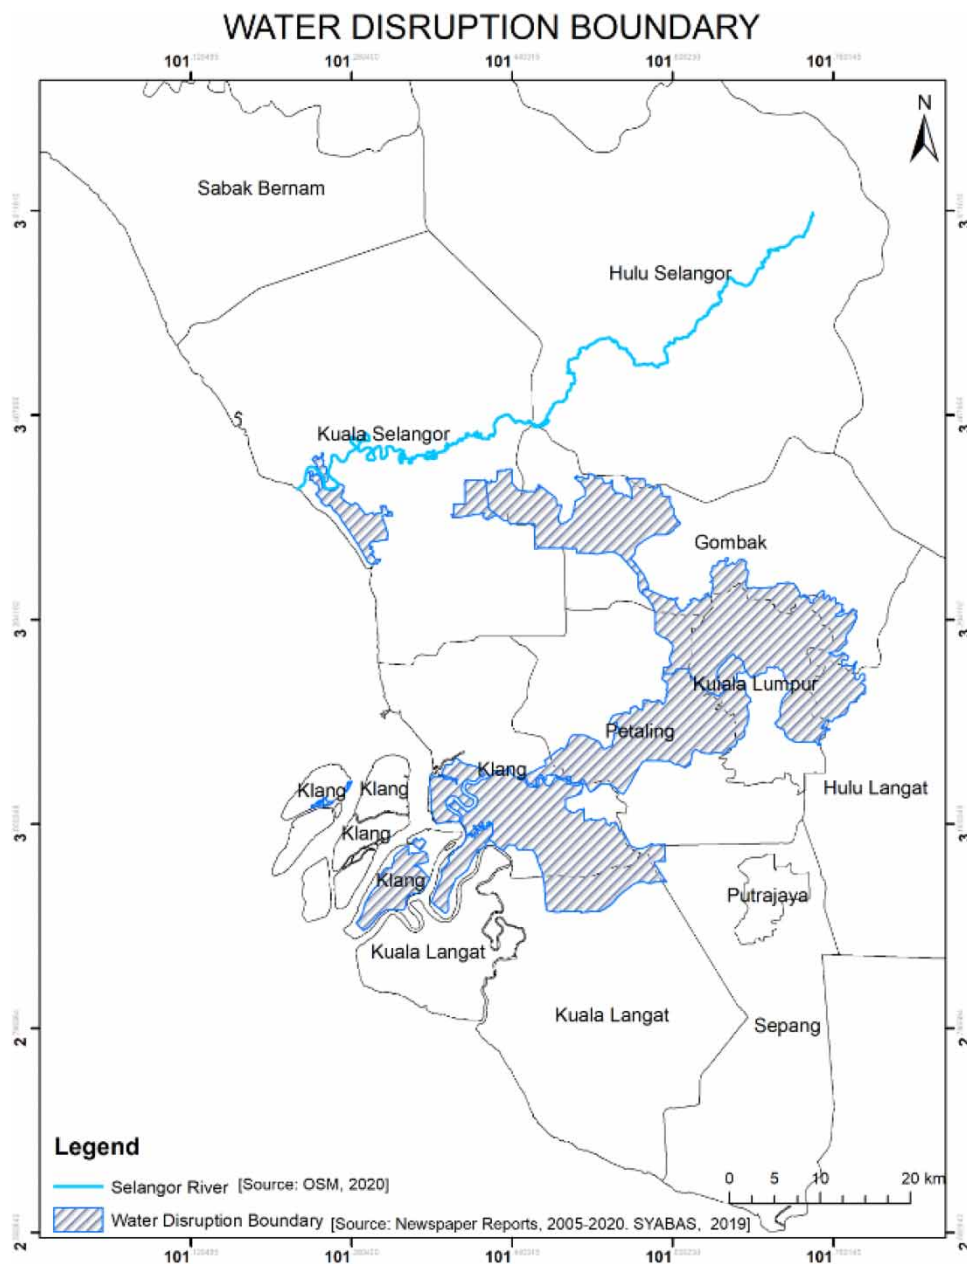 WATER DISRUPTION BOUNDARY
101 101 101 101 101
N
Sabak Bernam
3 3
Hulu Selangor
3 3
Kuala Selangor
Gombak
3 3
Kuala Lumpur
Petaling
Klang
Hulu Langat
Klang Klang
3 3
Klang
Klang
Putrajaya
Kuala Langat
Kuala Langat
Sepang
2 2
Legend
0 5 10 20 km
Selangor River [Source: OSM, 2020]
Water Disruption Boundary [Source: Newspaper Reports, 2005-2020. SYABAS, 2019]
2 2
101 101 101 101 101